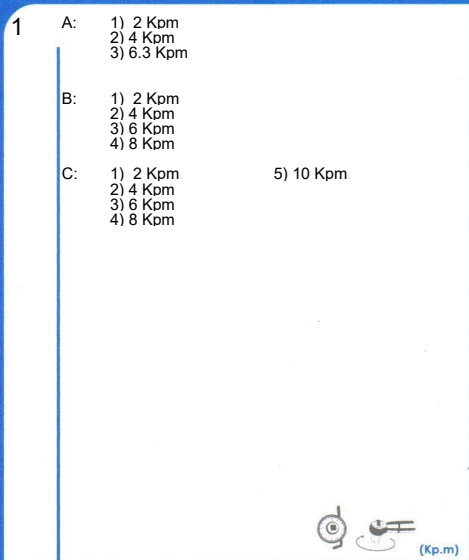 1 A: 1) 2 Kpm
2) 4 Kpm
3) 6.3 Kpm
B: 1) 2 Kpm
2) 4 Kpm
3) 6 Kpm
4) 8 Kpm
C: 1) 2 Kpm 5) 10 Kpm
2) 4 Kpm
3) 6 Kpm
4) 8 Kpm
(Kp.m)